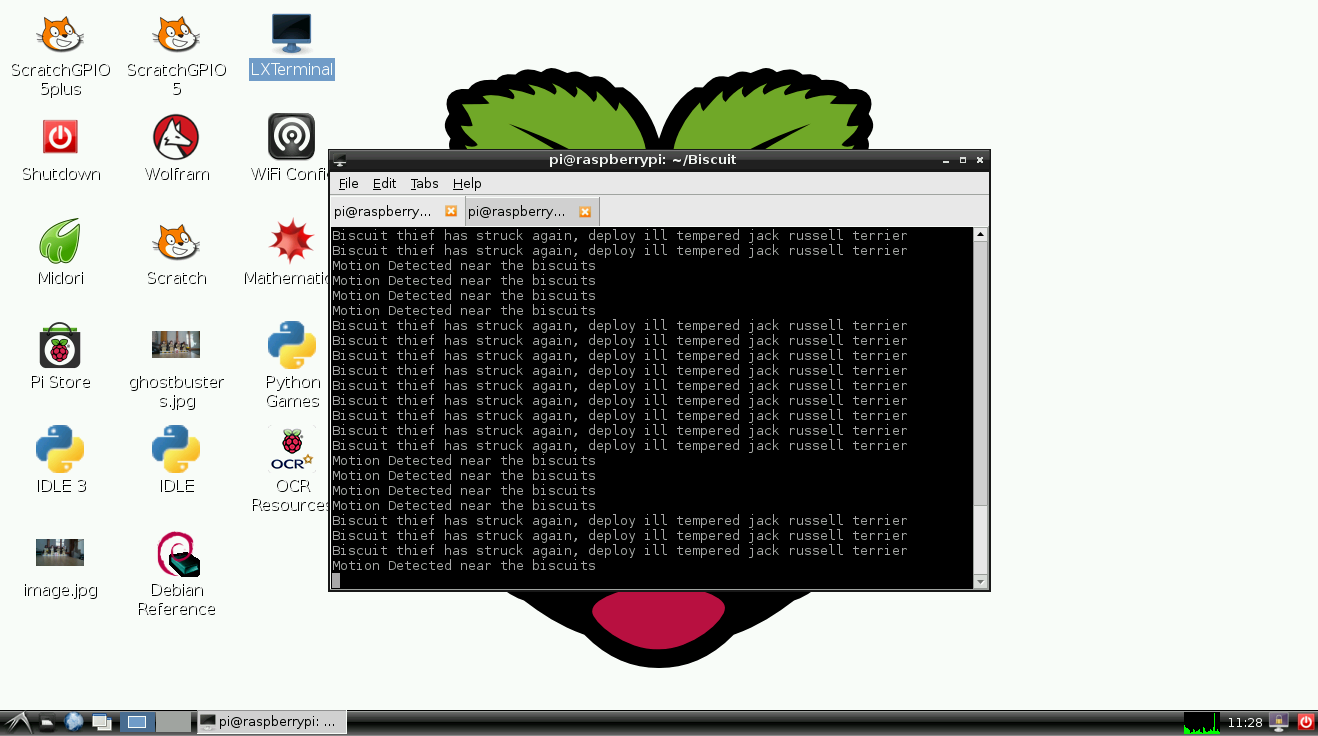 ScratchGPIO
5plus
ScratchGPIO
5
LXTerminal
Shutdown
Wolfram
WiFi Confi
Midori
Scratch
Mathematic
Pi Store
ghostbuster
s.jpg
Python
Games
IDLE 3
IDLE
OCR
OCR
Resources
image.jpg
Debian
Reference
pi@raspberrypi: ~/Biscuit
File Edit Tabs Help
pi@raspberry... pi@raspberry...
Biscuit thief has struck again, deploy ill tempered jack russell terrier
Biscuit thief has struck again, deploy ill tempered jack russell terrier
Motion Detected near the biscuits
Motion Detected near the biscuits
Motion Detected near the biscuits
Motion Detected near the biscuits
Biscuit thief has struck again, deploy ill tempered jack russell terrier
Biscuit thief has struck again, deploy ill tempered jack russell terrier
Biscuit thief has struck again, deploy ill tempered jack russell terrier
Biscuit thief has struck again, deploy ill tempered jack russell terrier
Biscuit thief has struck again, deploy ill tempered jack russell terrier
Biscuit thief has struck again, deploy ill tempered jack russell terrier
Biscuit thief has struck again, deploy ill tempered jack russell terrier
Biscuit thief has struck again, deploy ill tempered jack russell terrier
Biscuit thief has struck again, deploy ill tempered jack russell terrier
Motion Detected near the biscuits
Motion Detected near the biscuits
Motion Detected near the biscuits
Motion Detected near the biscuits
Biscuit thief has struck again, deploy ill tempered jack russell terrier
Biscuit thief has struck again, deploy ill tempered jack russell terrier
Biscuit thief has struck again, deploy ill tempered jack russell terrier
Motion Detected near the biscuits
pi@raspberrypi: ...
11:28